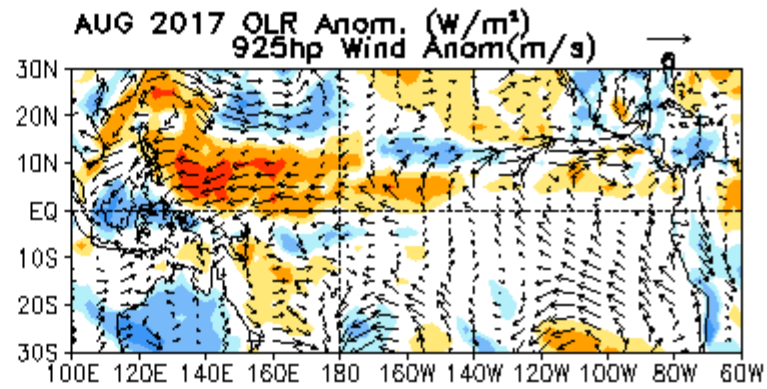 AUG 2017 OLR Anom. (W/m²)
925hp Wind Anom(m/s)
6
30N
20N
10N
EQ
10S
20S
30S
100E 120E 140E 160E 180 160W 140W 120W 100W 80W 60W